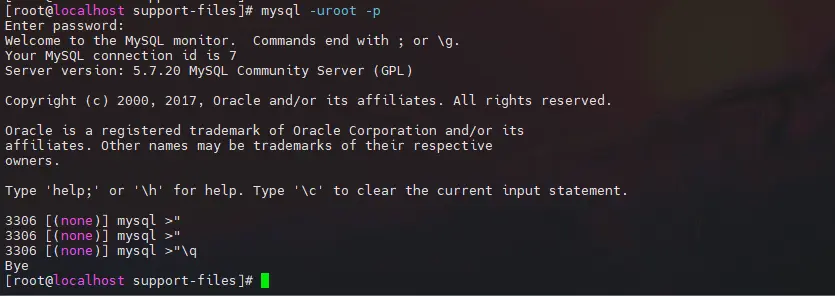 [root@localhost support-files]# mysql -uroot -p
Enter password:
Welcome to the MySQL monitor.  Commands end with ; or \g.
Your MySQL connection id is 7
Server version: 5.7.20 MySQL Community Server (GPL)
Copyright (c) 2000, 2017, Oracle and/or its affiliates. All rights reserved.
Oracle is a registered trademark of Oracle Corporation and/or its
affiliates. Other names may be trademarks of their respective
owners.
Type 'help;' or '\h' for help. Type '\c' to clear the current input statement.
3306 [(none)] mysql >"
3306 [(none)] mysql >"
3306 [(none)] mysql >"\q
Bye
[root@localhost support-files]#